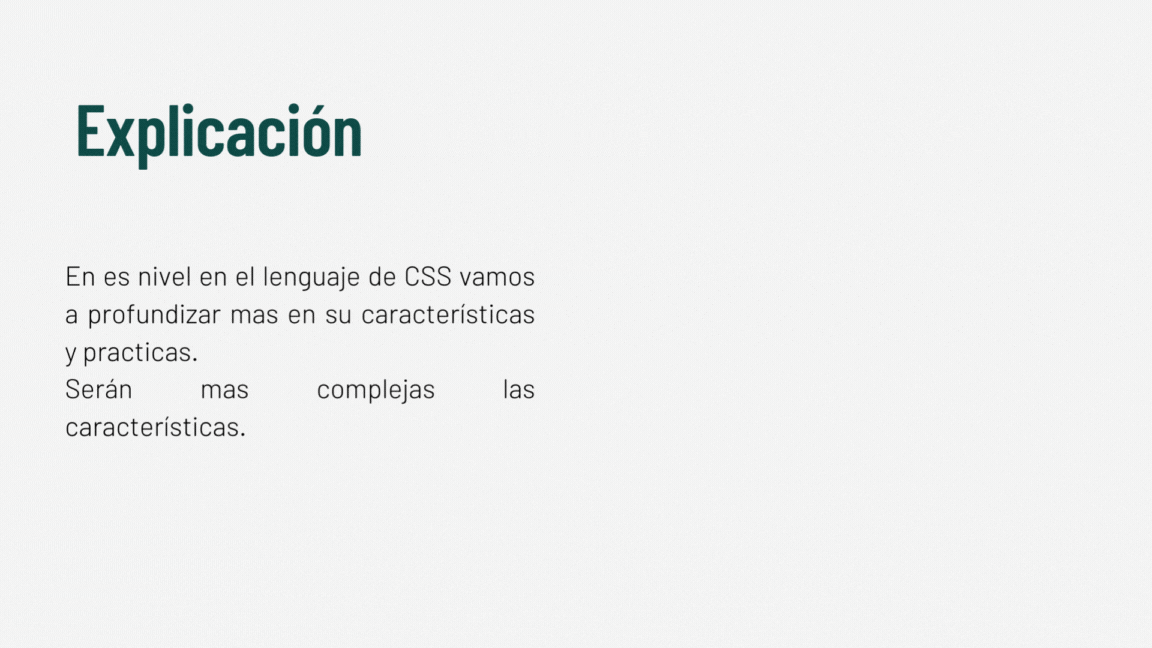 Explicación
En es nivel en el lenguaje de CSS vamos
a profundizar mas en su características
y practicas.
Serán mas complejas las
características.